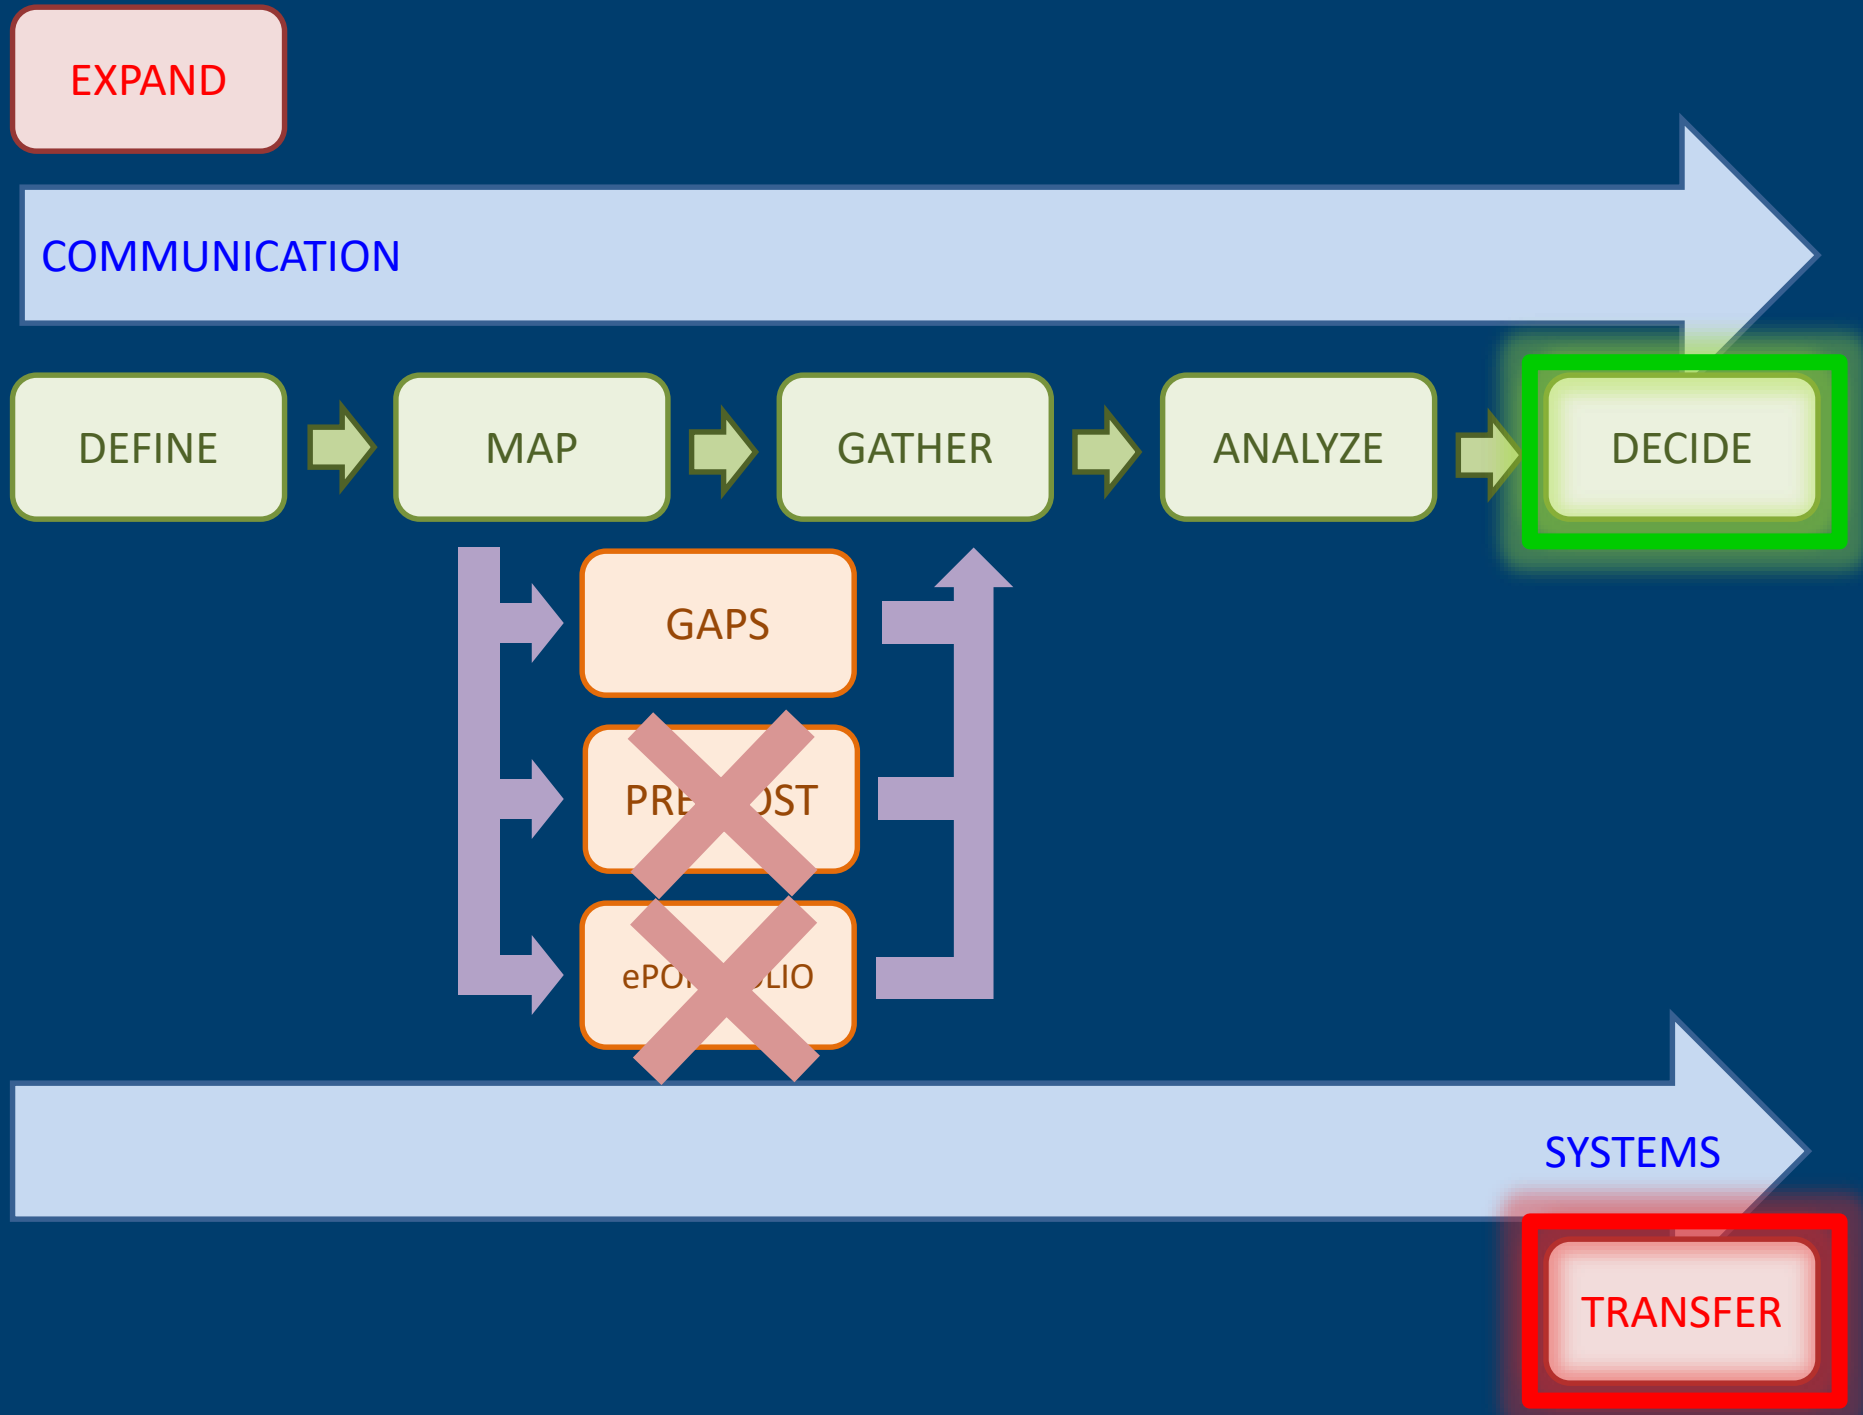 EXPAND
COMMUNICATION
DEFINE
MAP
GATHER
ANALYZE
DECIDE
GAPS
SYSTEMS
TRANSFER